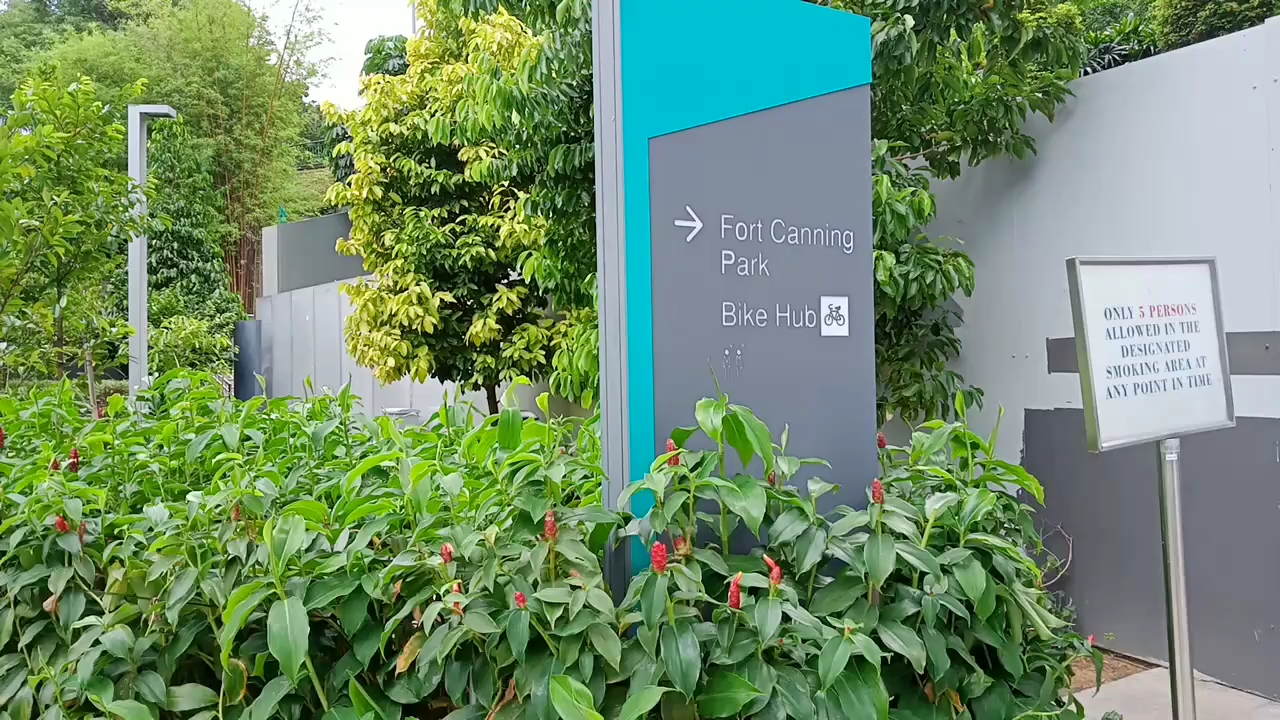 Fort Canning
Park
Bike Hub
ONLY 5 PERSONS
ALLOWED IN THE
DESIGNATED
SMOKING AREA AT
ANY POINT IN TIME